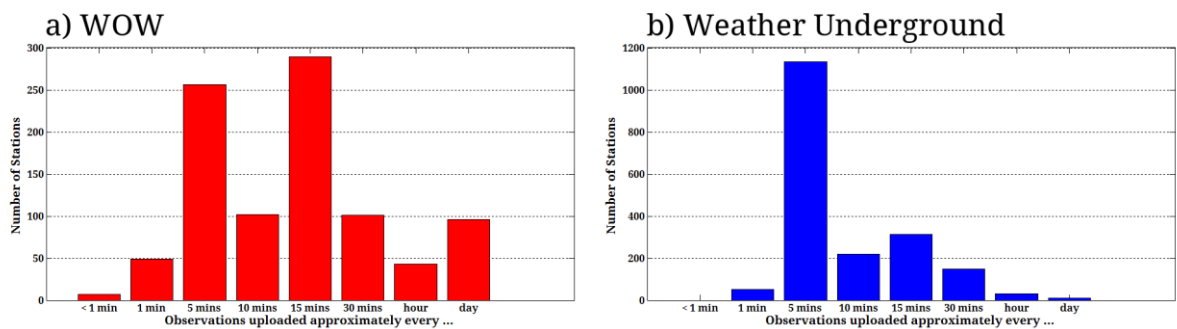 a) WOW
300
250
200
150
100
50
0
Number of Stations
< 1 min 1 min 5 mins 10 mins 15 mins 30 mins hour day
Observations uploaded approximately every ...
b) Weather Underground
1200
1000
800
600
400
200
0
Number of Stations
< 1 min 1 min 5 mins 10 mins 15 mins 30 mins hour day
Observations uploaded approximately every ...